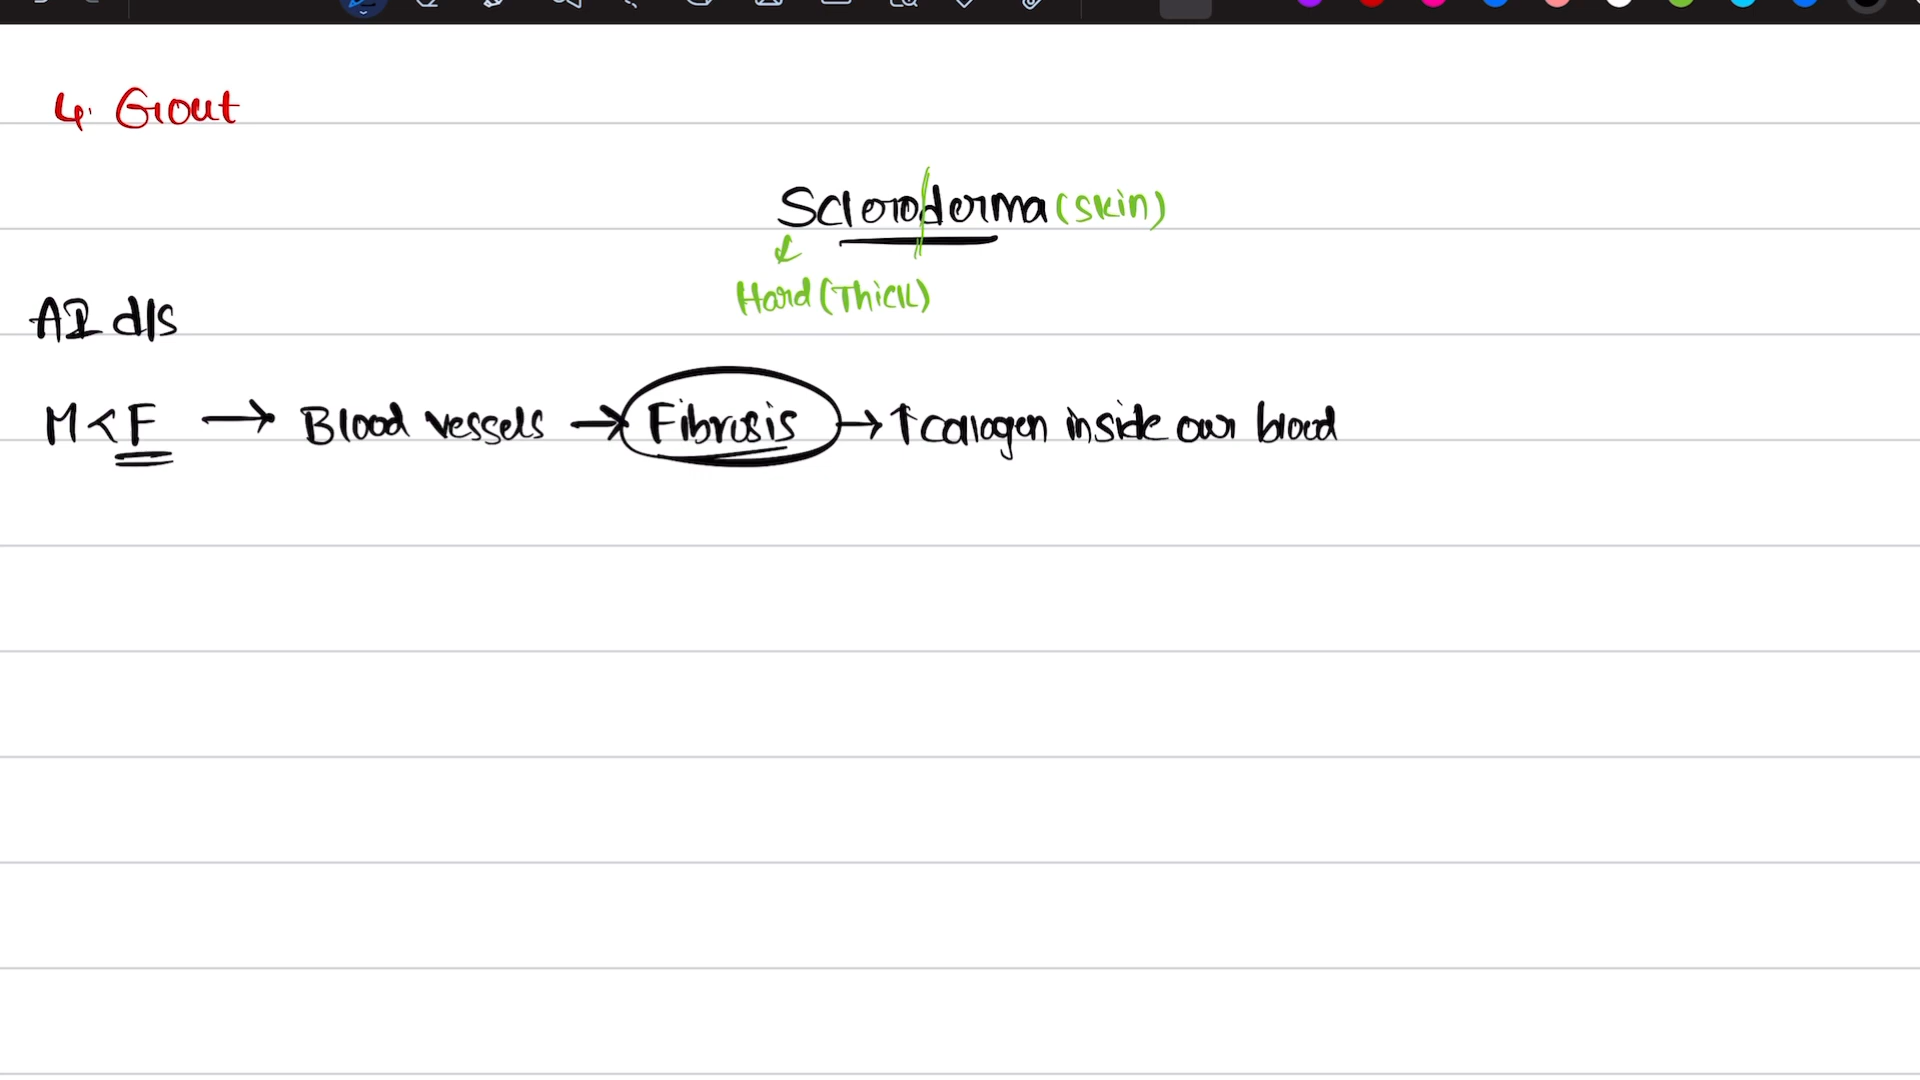 4. Gout
Scleroderma (skin)
Hard (Thick)
AI d/s
M < F → Blood vessels → Fibrosis → ↑ collagen inside our blood